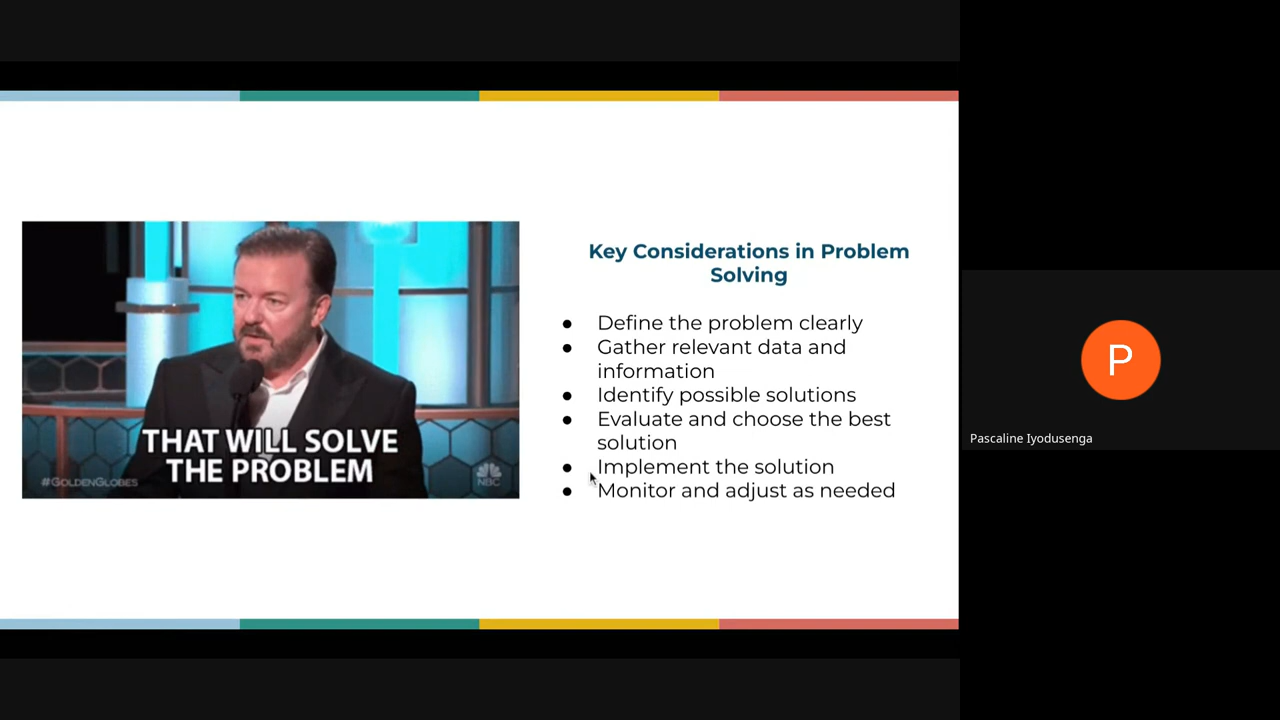 Key Considerations in Problem
Solving
● Define the problem clearly
● Gather relevant data and
information
● Identify possible solutions
● Evaluate and choose the best
solution
● Implement the solution
● Monitor and adjust as needed
THAT WILL SOLVE
THE PROBLEM
#GOLDENGLOBES
NBC
P
Pascaline Iyodusenga